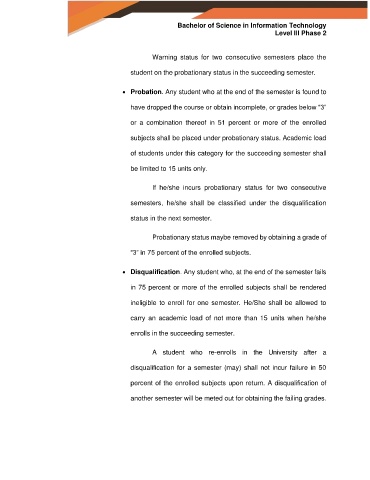 Bachelor of Science in Information Technology
Level III Phase 2
Warning status for two consecutive semesters place the
student on the probationary status in the succeeding semester.
• Probation. Any student who at the end of the semester is found to
have dropped the course or obtain incomplete, or grades below "3"
or a combination thereof in 51 percent or more of the enrolled
subjects shall be placed under probationary status. Academic load
of students under this category for the succeeding semester shall
be limited to 15 units only.
If he/she incurs probationary status for two consecutive
semesters, he/she shall be classified under the disqualification
status in the next semester.
Probationary status maybe removed by obtaining a grade of
"3" in 75 percent of the enrolled subjects.
• Disqualification. Any student who, at the end of the semester fails
in 75 percent or more of the enrolled subjects shall be rendered
ineligible to enroll for one semester. He/She shall be allowed to
carry an academic load of not more than 15 units when he/she
enrolls in the succeeding semester.
A student who re-enrolls in the University after a
disqualification for a semester (may) shall not incur failure in 50
percent of the enrolled subjects upon return. A disqualification of
another semester will be meted out for obtaining the failing grades.